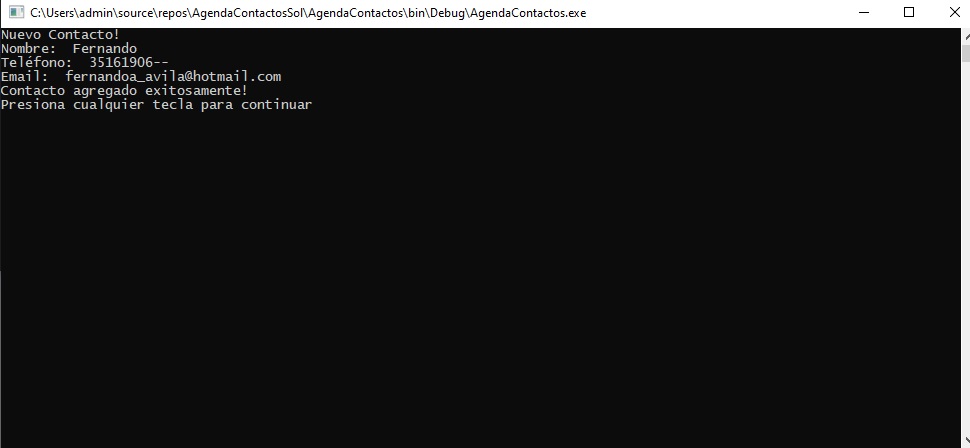 C:\Users\admin\source\repos\AgendaContactosSol\AgendaContactos\bin\Debug\AgendaContactos.exe
Nuevo Contacto!
Nombre:  Fernando
Teléfono:  35161906--
Email:  fernandoa_avila@hotmail.com
Contacto agregado exitosamente!
Presiona cualquier tecla para continuar